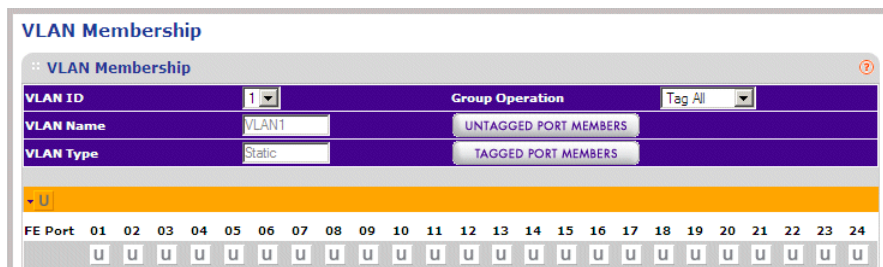 VLAN Membership
VLAN Membership ?
VLAN ID 1 Group Operation Tag All
VLAN Name VLAN1 UNTAGGED PORT MEMBERS
VLAN Type Static TAGGED PORT MEMBERS
U
FE Port 01 02 03 04 05 06 07 08 09 10 11 12 13 14 15 16 17 18 19 20 21 22 23 24
U U U U U U U U U U U U U U U U U U U U U U U U